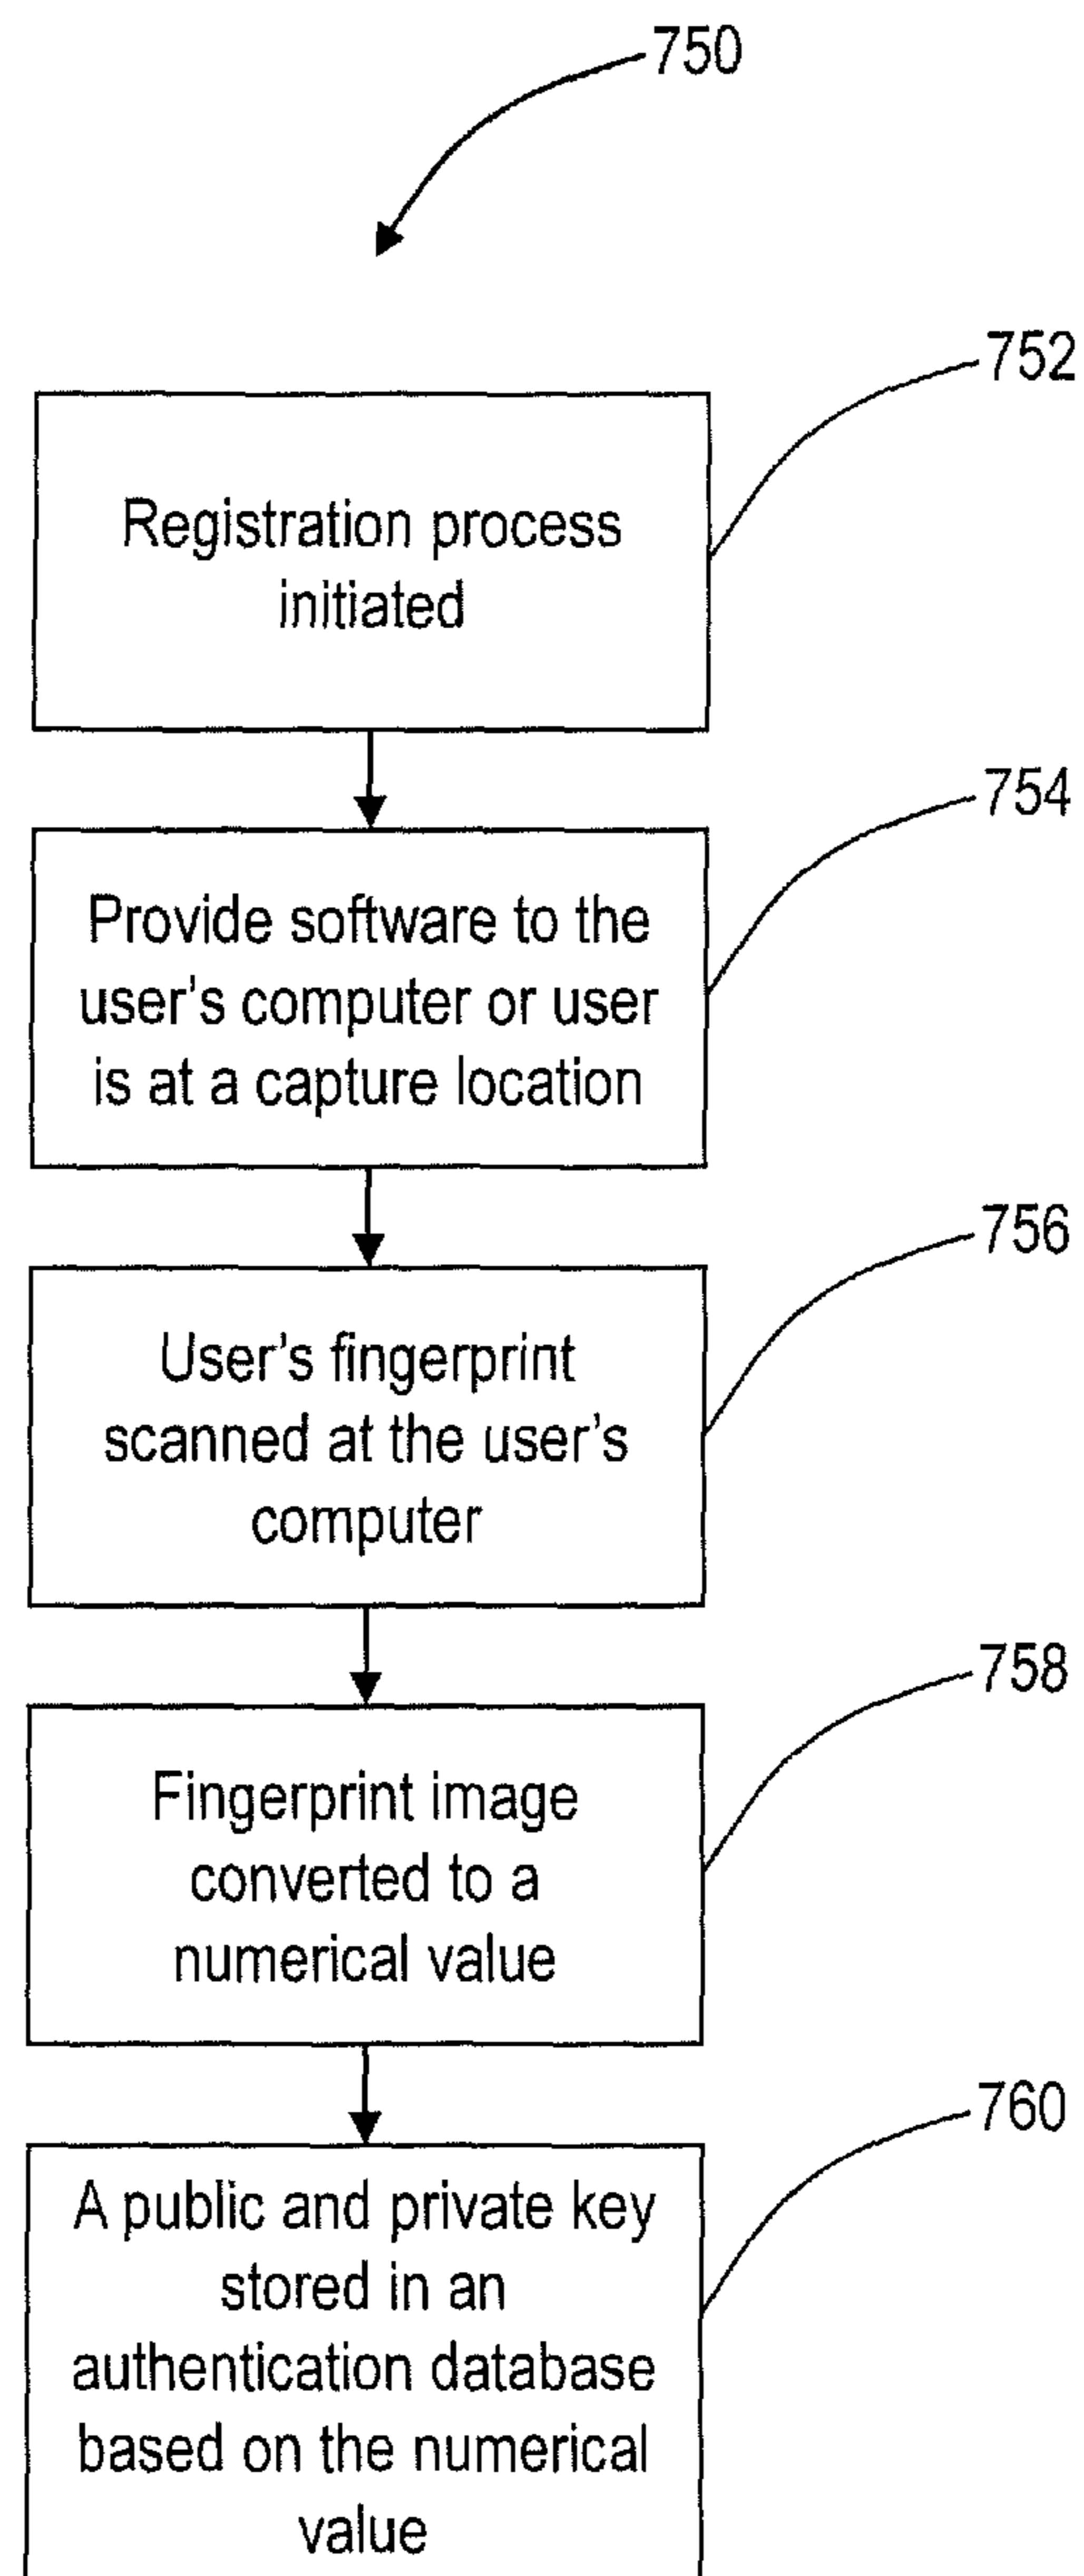 750
752
Registration process
initiated
754
Provide software to the
user's computer or user
is at a capture location
756
User's fingerprint
scanned at the user's
computer
758
Fingerprint image
converted to a
numerical value
760
A public and private key
stored in an
authentication database
based on the numerical
value